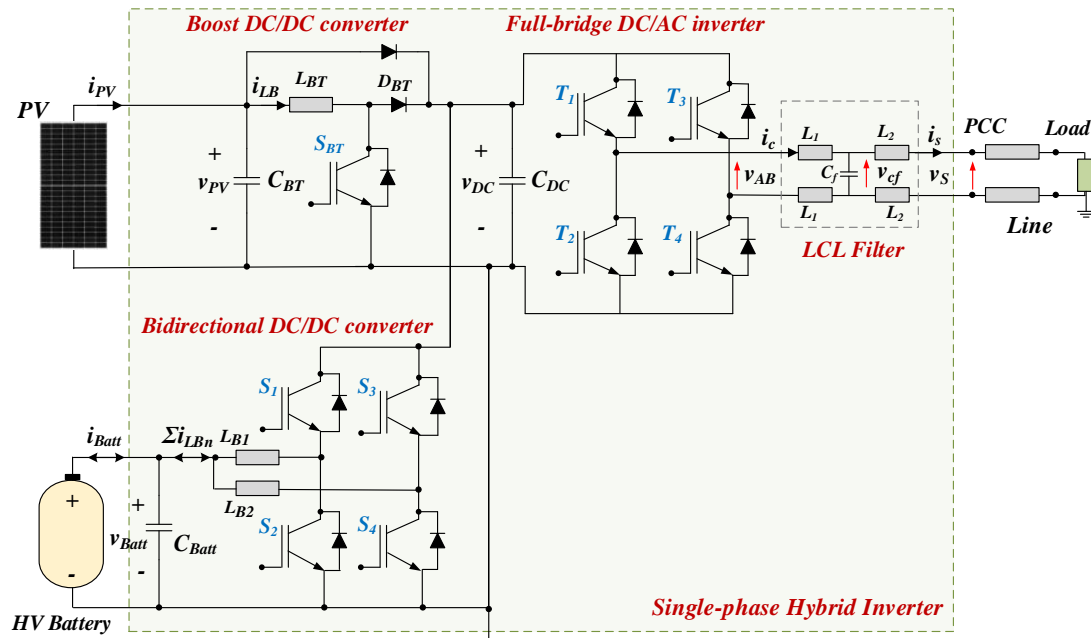 Boost DC/DC converter
Full-bridge DC/AC inverter
PV
iPV
iLB
LBT
DBT
SBT
+
vPV
-
CBT
+
vDC
-
CDC
T1
T3
T2
T4
ic
vAB
L1
L2
Cf
vcf
L1
L2
LCL Filter
is
vS
PCC
Load
Line
Bidirectional DC/DC converter
S1
S3
S2
S4
iBatt
ΣiLBn
LB1
LB2
+
-
+
vBatt
-
CBatt
HV Battery
Single-phase Hybrid Inverter